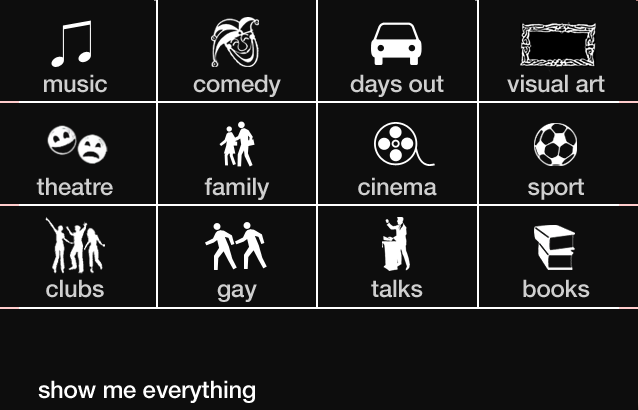 music comedy days out visual art
theatre family cinema sport
clubs gay talks books
show me everything